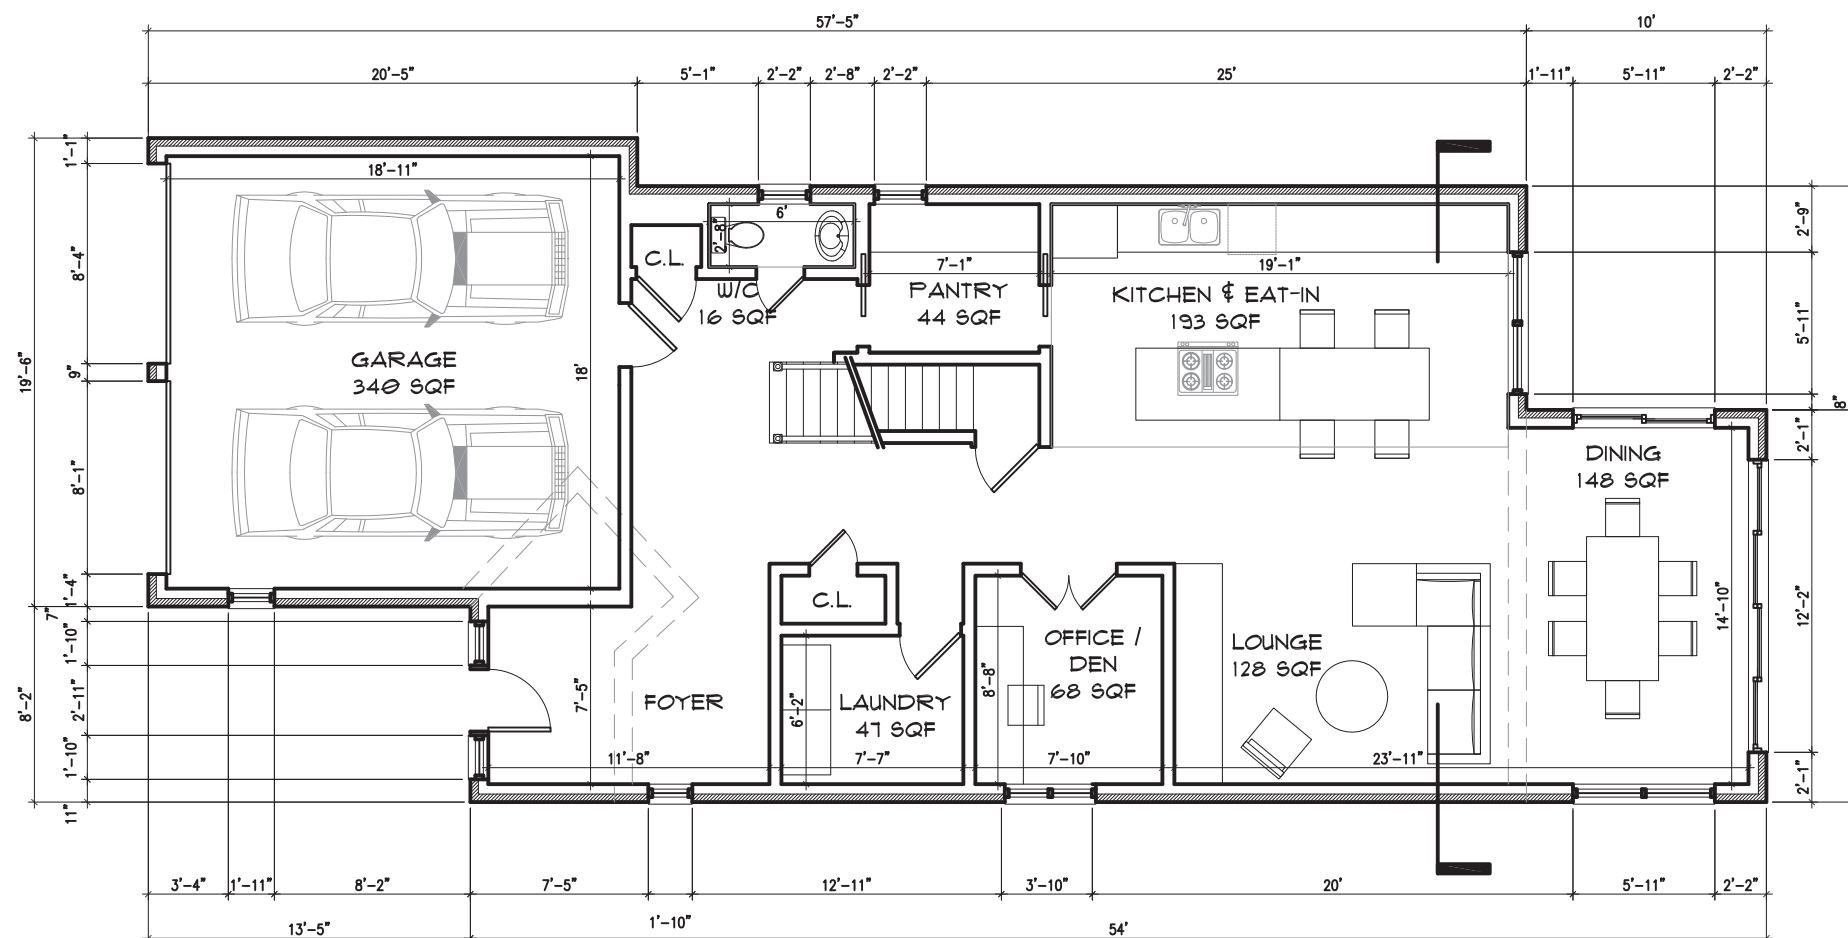 57'-5"
10'
20'-5"
5'-1"
2'-2"
2'-8"
2'-2"
25'
1'-11"
5'-11"
2'-2"
1'-1"
18'-11"
6'
2'-8"
2'-9"
8'-4"
C.L.
7'-1"
19'-1"
W/C
16 SQF
PANTRY
44 SQF
KITCHEN & EAT-IN
193 SQF
5'-11"
19'-6"
9"
GARAGE
340 SQF
18'
8"
2'-1"
DINING
148 SQF
8'-1"
1'-4"
7"
C.L.
14'-10"
12'-2"
1'-10"
OFFICE /
DEN
68 SQF
8'-8"
LOUNGE
128 SQF
8'-2"
2'-11"
7'-5"
FOYER
6'-2"
LAUNDRY
47 SQF
1'-10"
11'-8"
7'-7"
7'-10"
23'-11"
2'-1"
11"
3'-4"
1'-11"
8'-2"
7'-5"
12'-11"
3'-10"
20'
5'-11"
2'-2"
13'-5"
1'-10"
54'